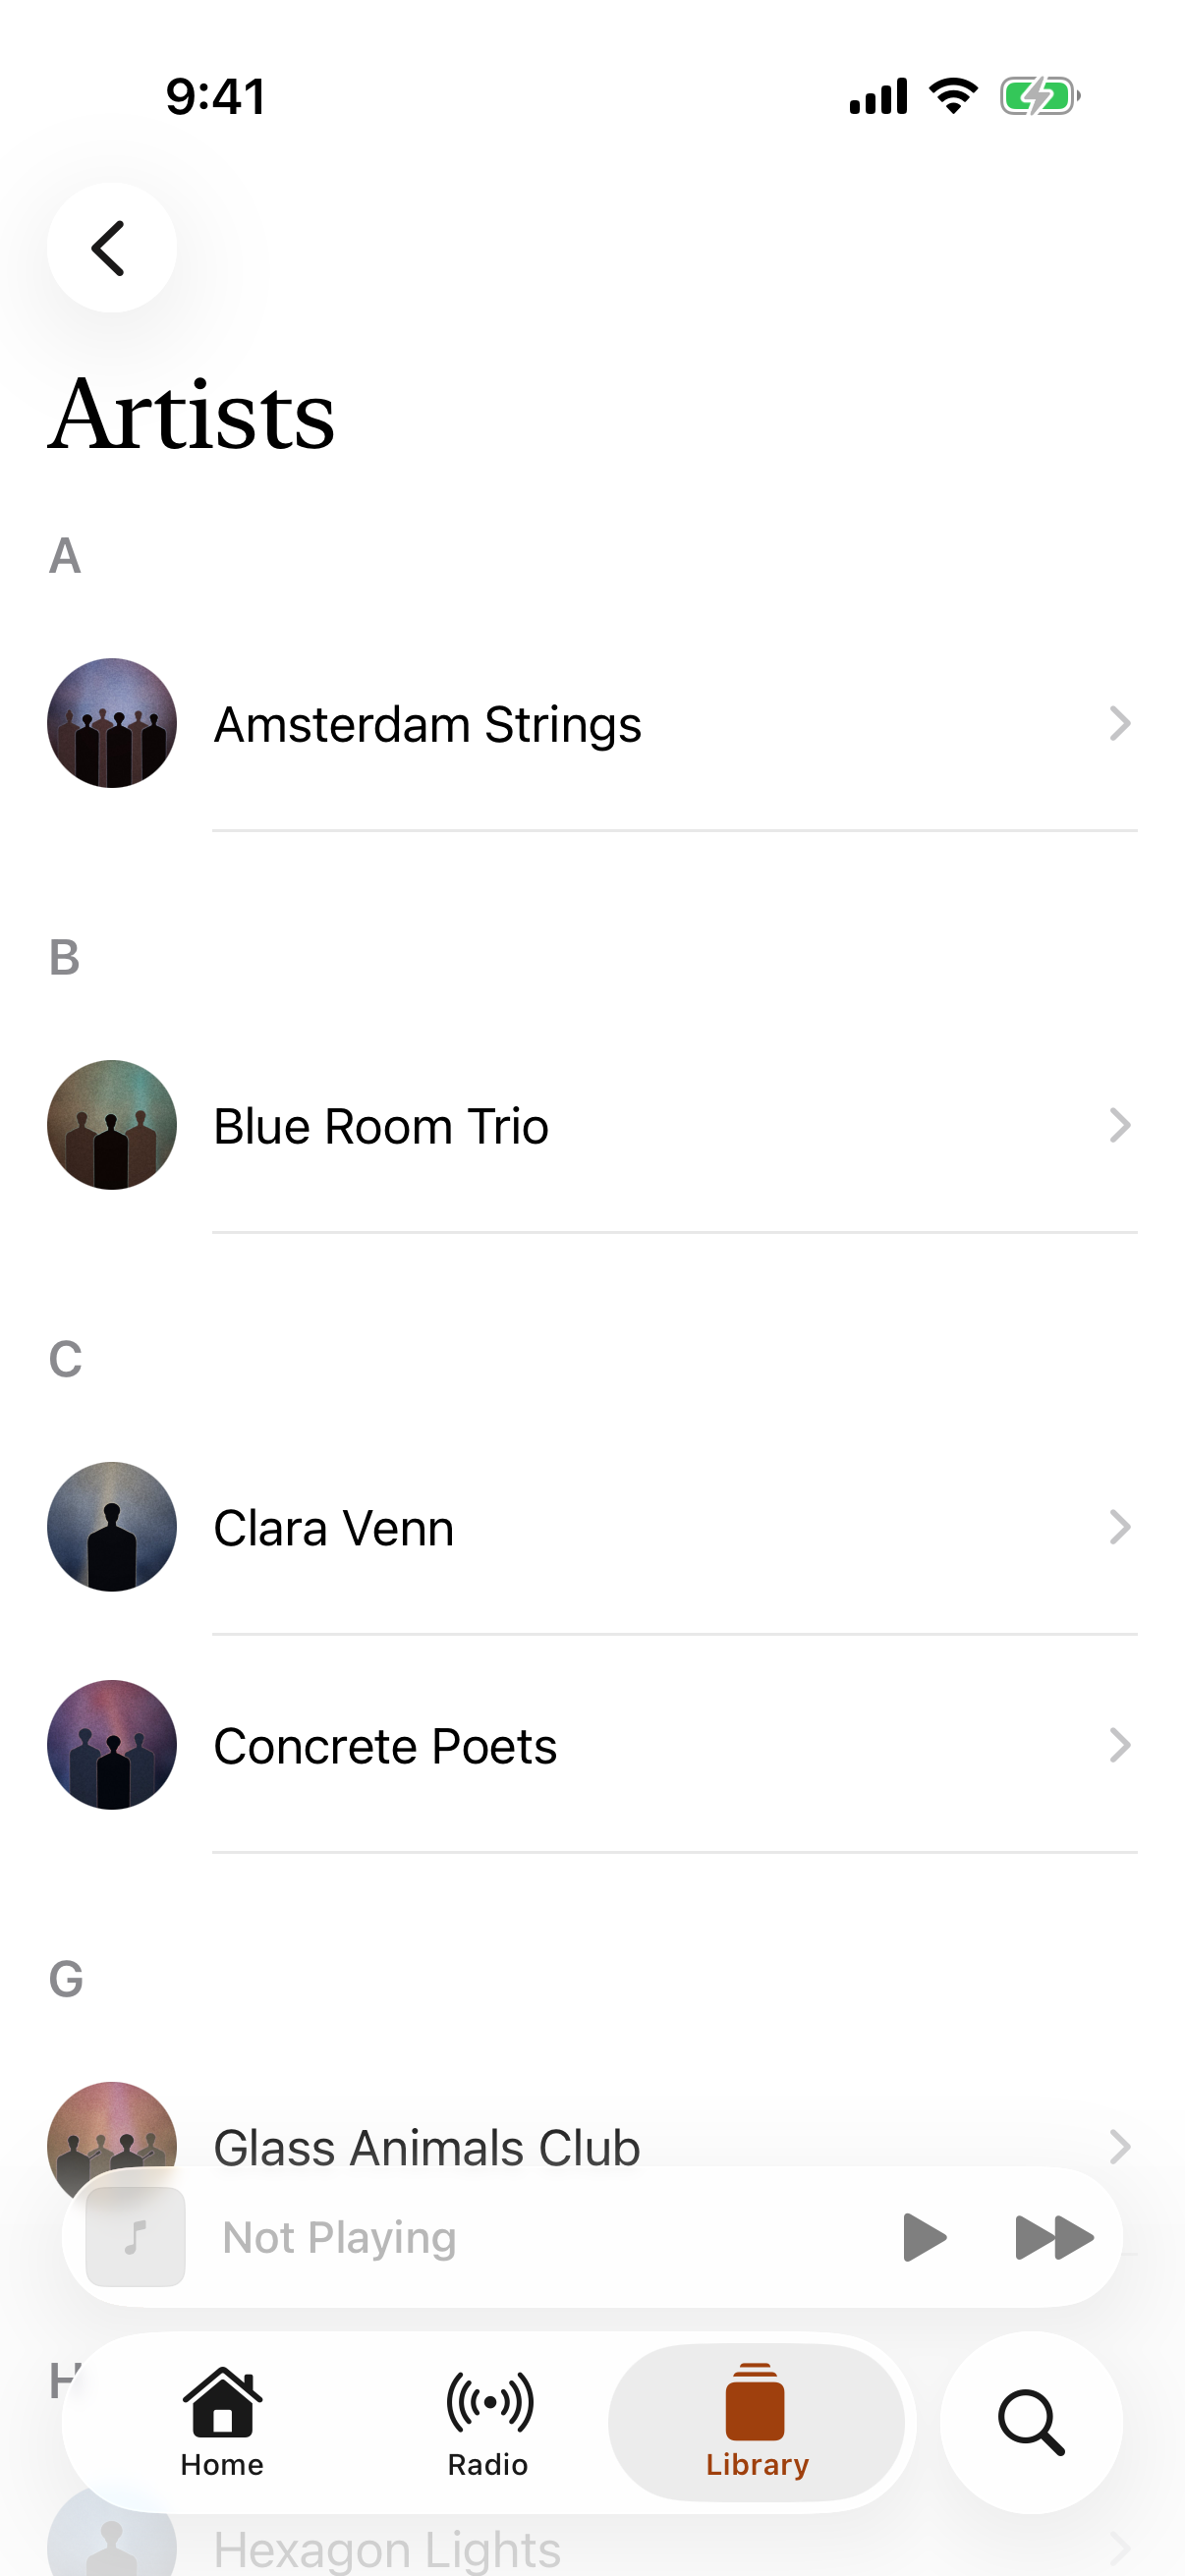 9:41
Artists
A
Amsterdam Strings
B
Blue Room Trio
C
Clara Venn
Concrete Poets
G
Glass Animals Club
Not Playing
H
Home
Radio
Library
Hexagon Lights